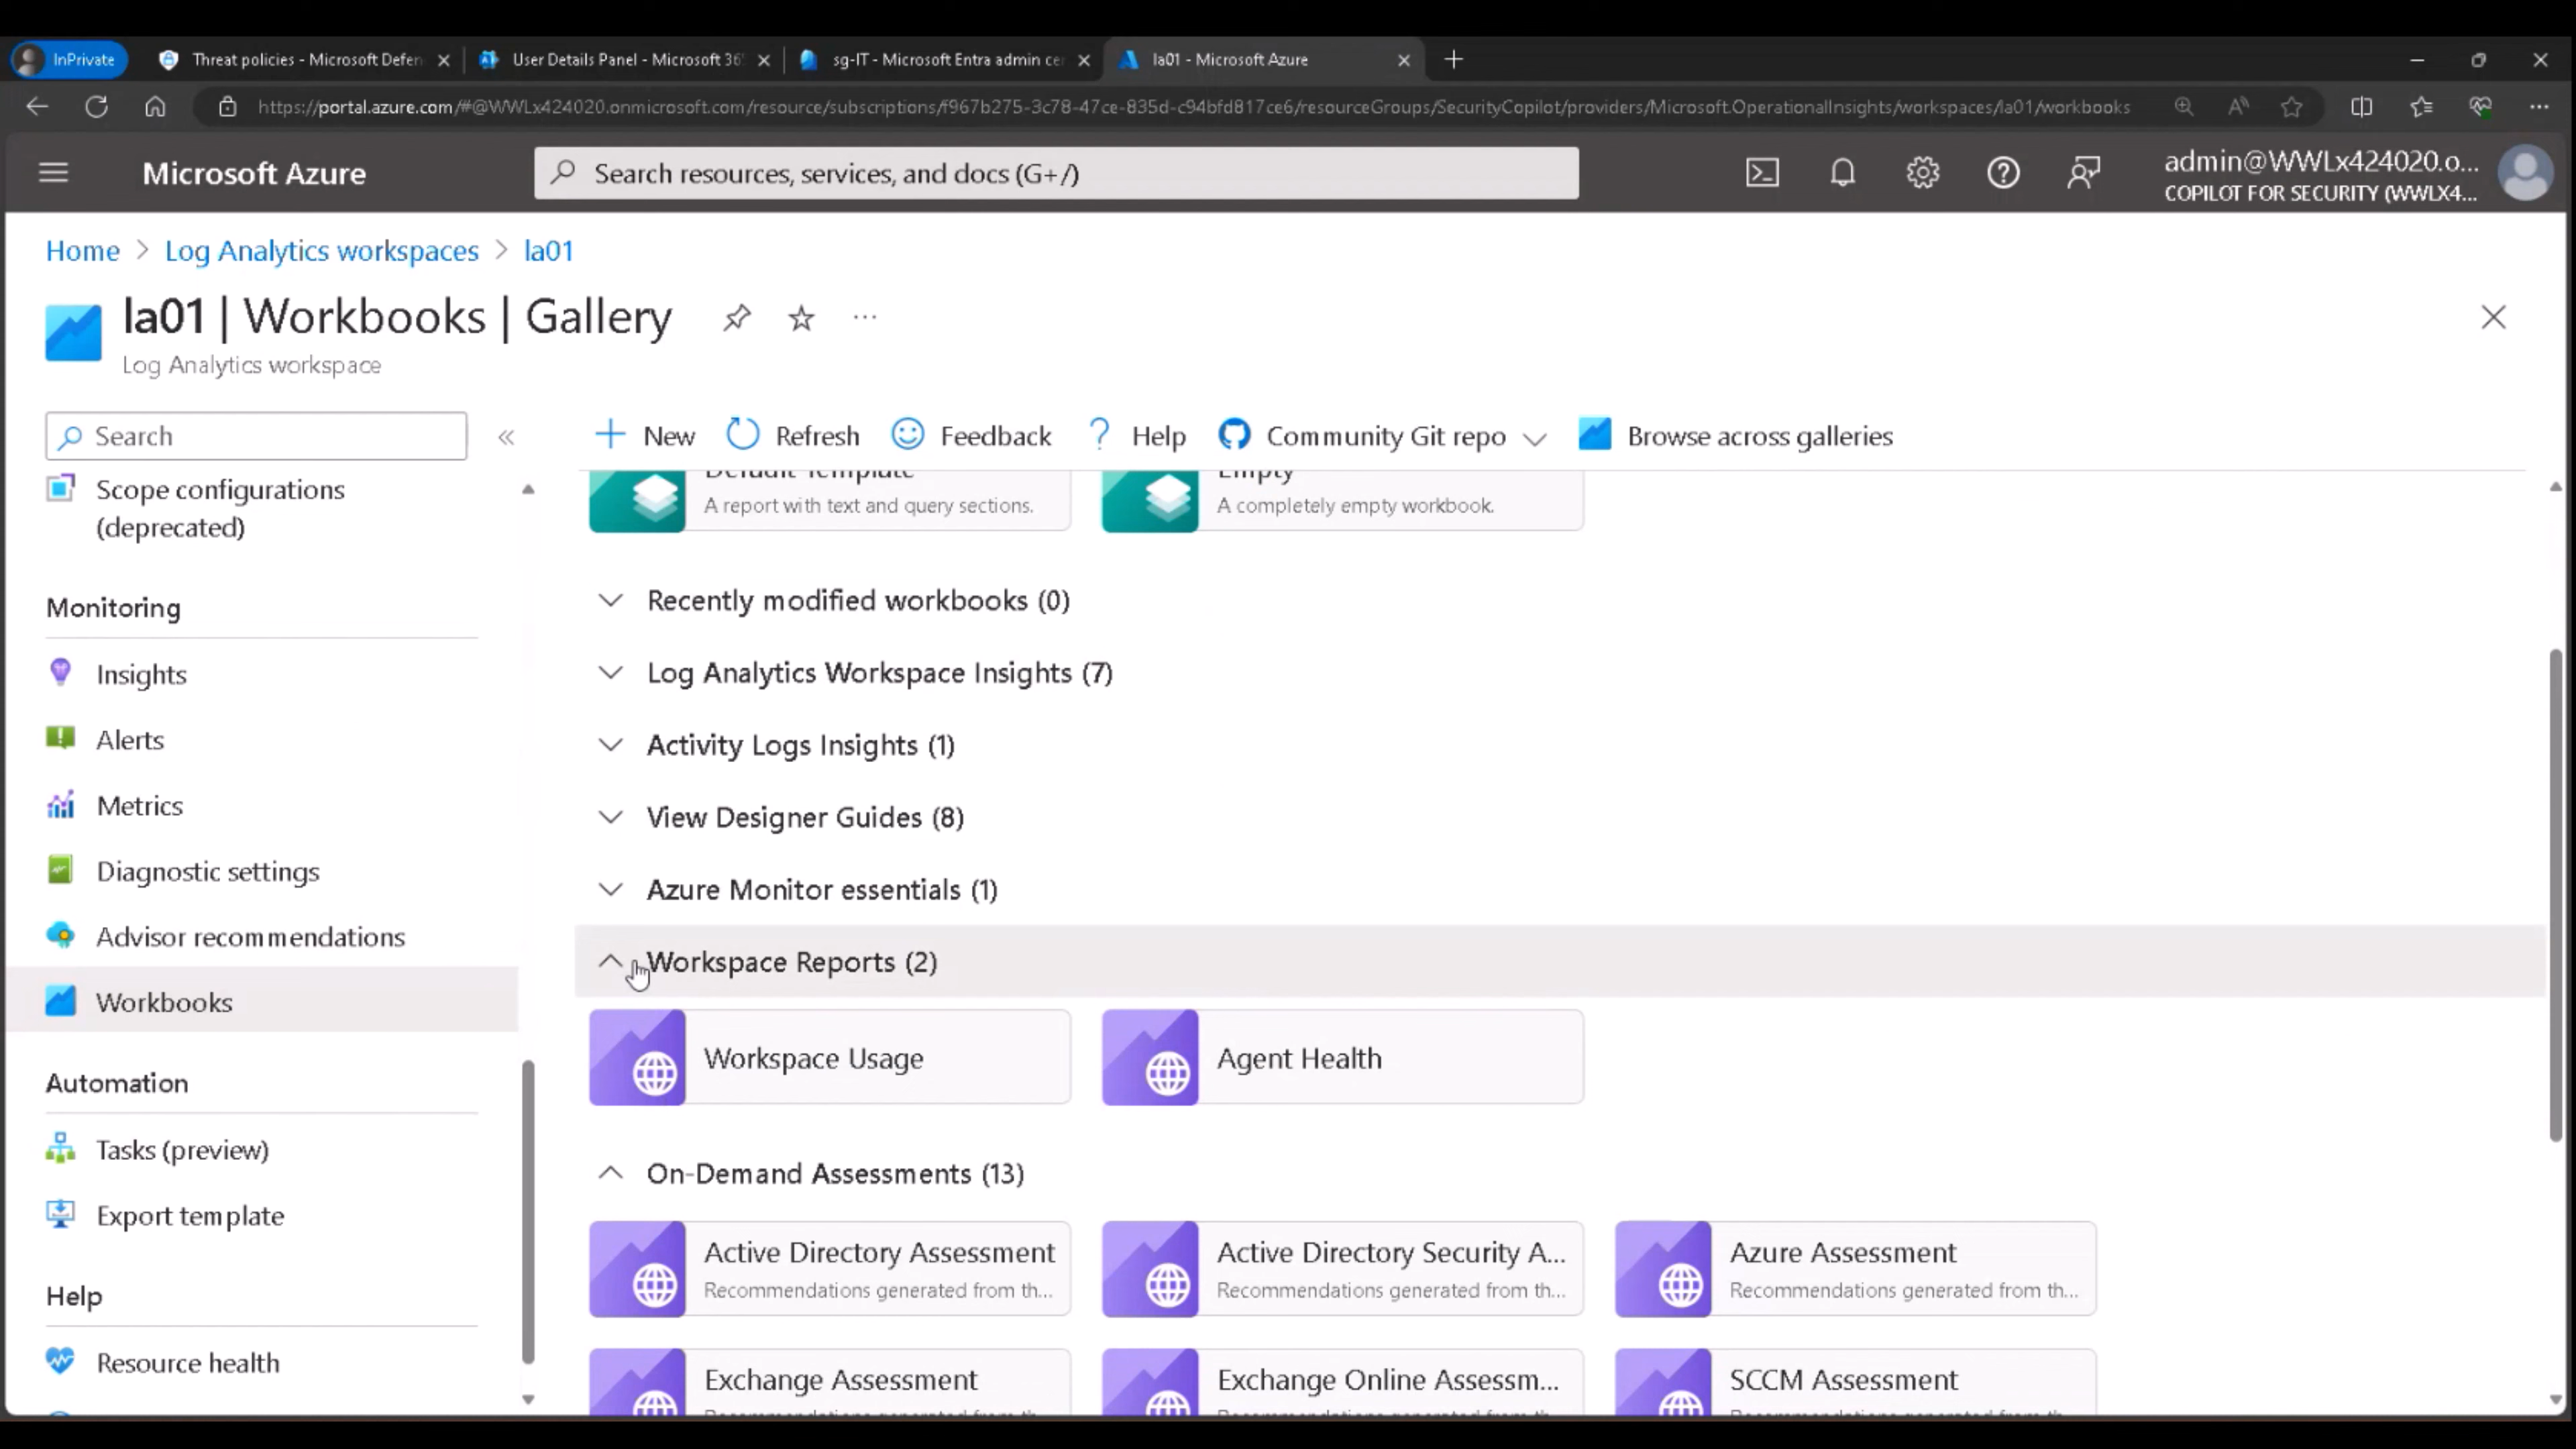 InPrivate
Threat policies - Microsoft Defen
User Details Panel - Microsoft 36
sg-IT - Microsoft Entra admin cen
la01 - Microsoft Azure
https://portal.azure.com/#@WWLx424020.onmicrosoft.com/resource/subscriptions/f967b275-3c78-47ce-835d-c94bfd817ce6/resourceGroups/SecurityCopilot/providers/Microsoft.OperationalInsights/workspaces/la01/workbooks
Microsoft Azure
Search resources, services, and docs (G+/)
admin@WWLx424020.o...
COPILOT FOR SECURITY (WWLX4...
Home > Log Analytics workspaces > la01
la01 | Workbooks | Gallery
Log Analytics workspace
Search
New
Refresh
Feedback
Help
Community Git repo
Browse across galleries
Scope configurations
(deprecated)
Monitoring
Insights
Alerts
Metrics
Diagnostic settings
Advisor recommendations
Workbooks
Automation
Tasks (preview)
Export template
Help
Resource health
Default Template
A report with text and query sections.
Empty
A completely empty workbook.
Recently modified workbooks (0)
Log Analytics Workspace Insights (7)
Activity Logs Insights (1)
View Designer Guides (8)
Azure Monitor essentials (1)
Workspace Reports (2)
Workspace Usage
Agent Health
On-Demand Assessments (13)
Active Directory Assessment
Recommendations generated from th...
Active Directory Security A...
Recommendations generated from th...
Azure Assessment
Recommendations generated from th...
Exchange Assessment
Exchange Online Assessm...
SCCM Assessment